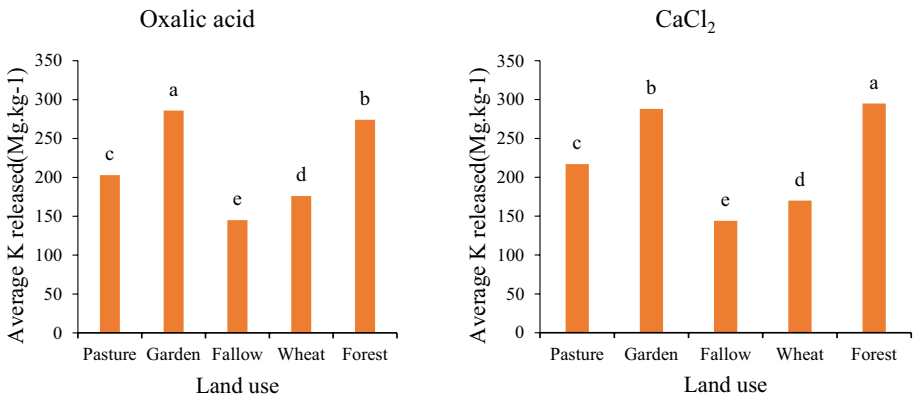 Oxalic acid
Average K released(Mg.kg-1)
350
300
250
200
150
100
50
0
c
a
e
d
b
Pasture Garden Fallow Wheat Forest
Land use
CaCl₂
Average K released(Mg.kg-1)
350
300
250
200
150
100
50
0
c
b
e
d
a
Pasture Garden Fallow Wheat Forest
Land use